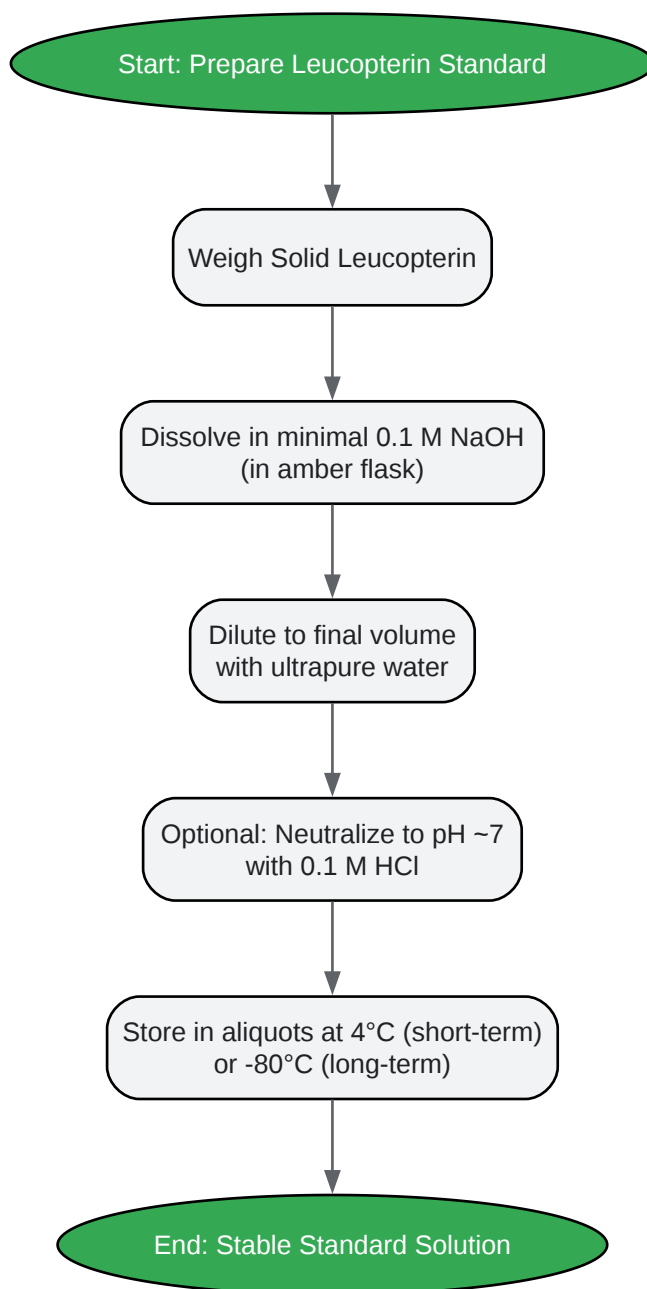 Start: Prepare Leucopterin Standard
Weigh Solid Leucopterin
Dissolve in minimal 0.1 M NaOH
(in amber flask)
Dilute to final volume
with ultrapure water
Optional: Neutralize to pH ~7
with 0.1 M HCl
Store in aliquots at 4°C (short-term)
or -80°C (long-term)
End: Stable Standard Solution